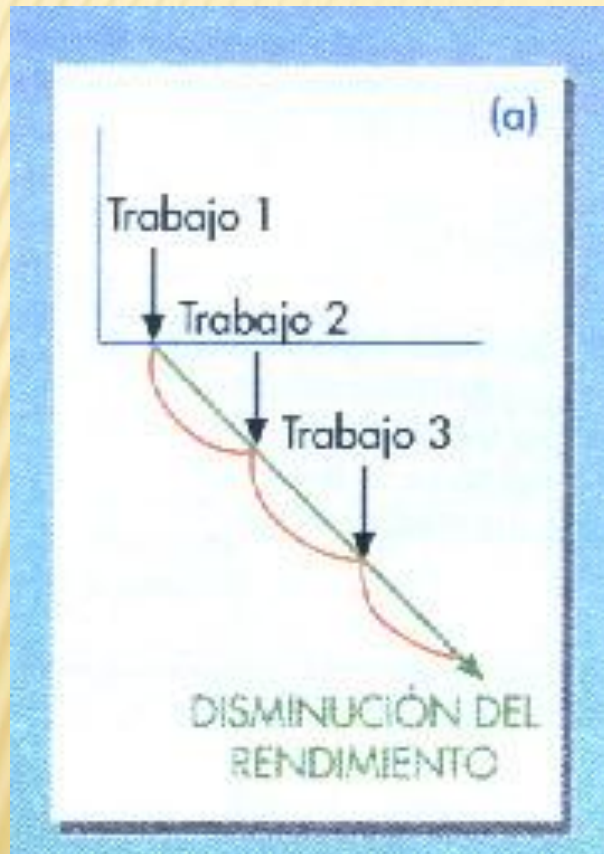 (a)
Trabajo 1
Trabajo 2
Trabajo 3
DISMINUCIÓN DEL
RENDIMIENTO